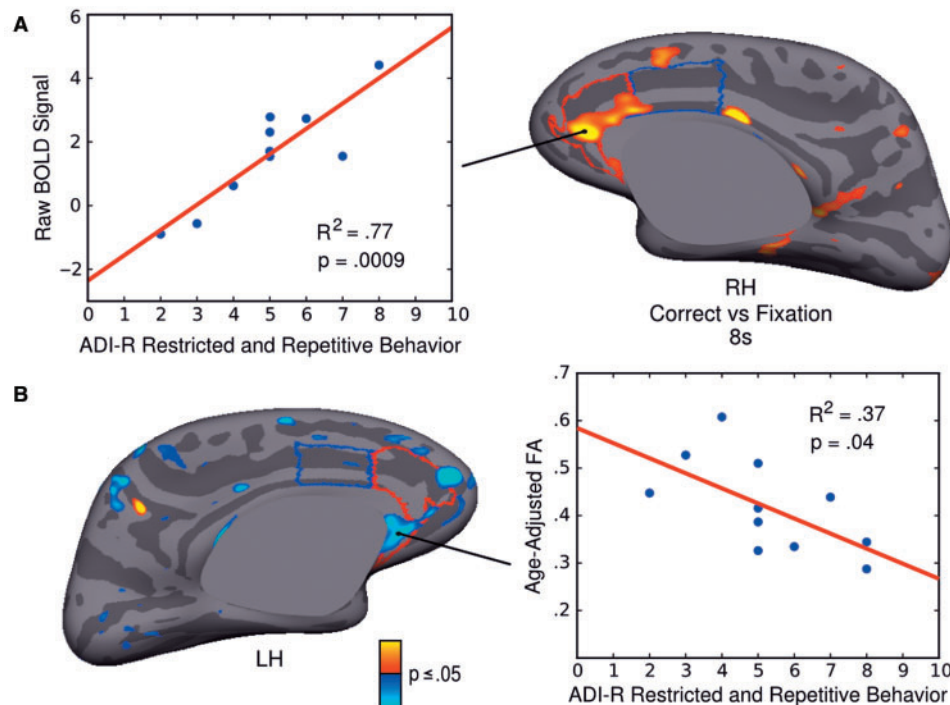 A
Raw BOLD Signal
6
4
2
0
−2
0 1 2 3 4 5 6 7 8 9 10
R² = .77
p = .0009
ADI-R Restricted and Repetitive Behavior
RH
Correct vs Fixation
8s
B
LH
p ≤ .05
Age-Adjusted FA
.7
.6
.5
.4
.3
.2
0 1 2 3 4 5 6 7 8 9 10
R² = .37
p = .04
ADI-R Restricted and Repetitive Behavior